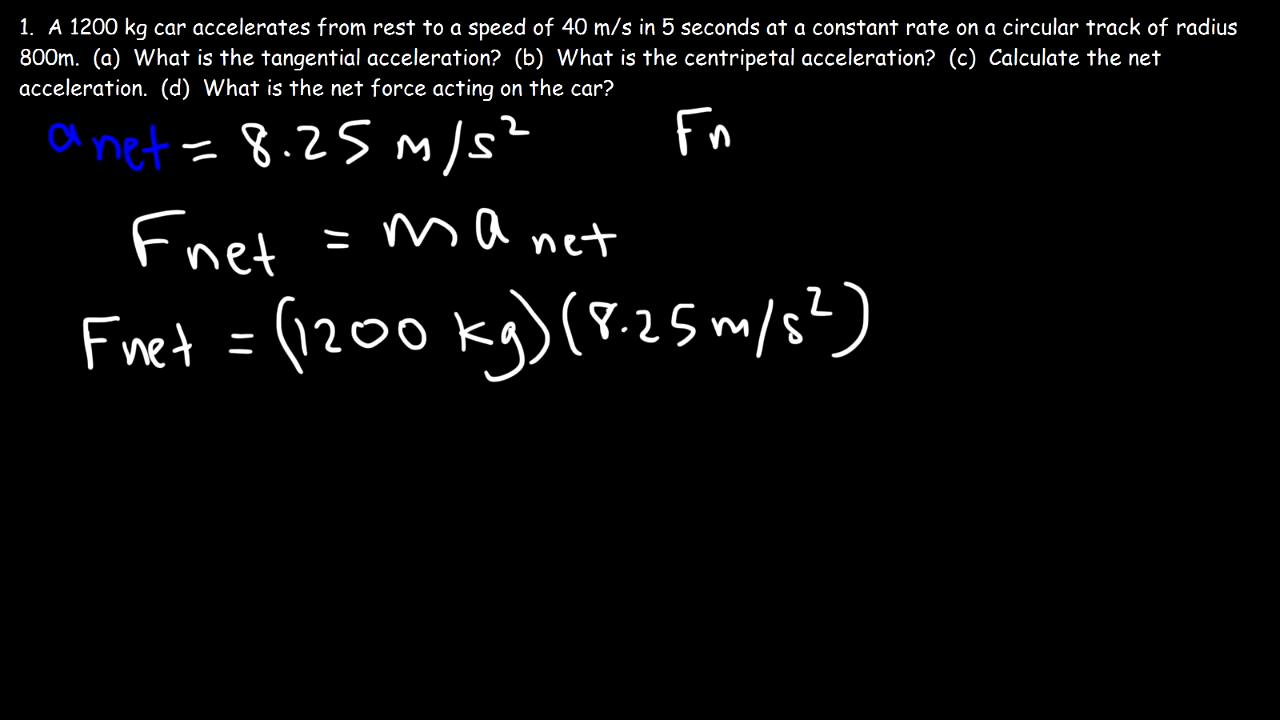 1. A 1200 kg car accelerates from rest to a speed of 40 m/s in 5 seconds at a constant rate on a circular track of radius
800m. (a) What is the tangential acceleration? (b) What is the centripetal acceleration? (c) Calculate the net
acceleration. (d) What is the net force acting on the car?
a net = 8.25 m/s² Fn
Fnet = ma net
Fnet = (1200 kg)(8.25 m/s²)